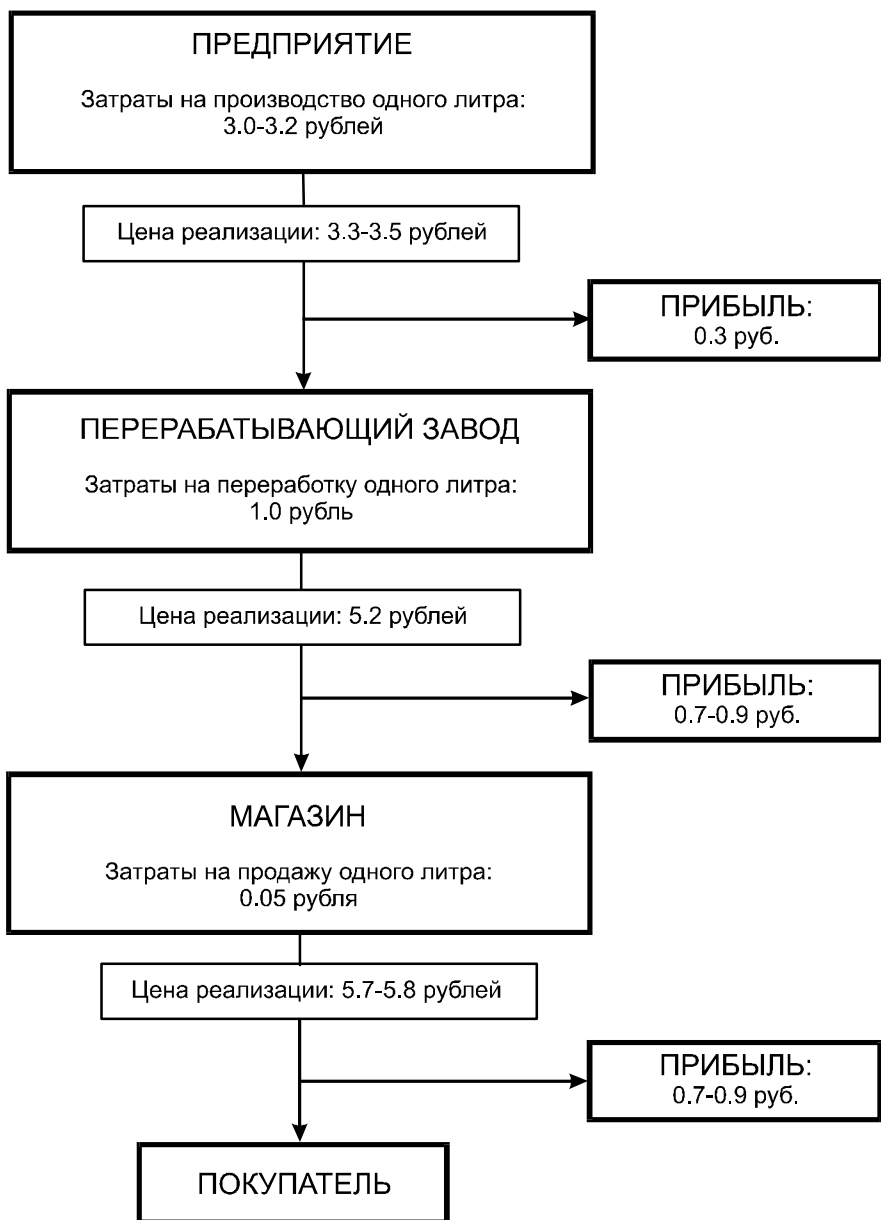 ПРЕДПРИЯТИЕ
Затраты на производство одного литра:
3.0-3.2 рублей
Цена реализации: 3.3-3.5 рублей
ПРИБЫЛЬ:
0.3 руб.
ПЕРЕРАБАТЫВАЮЩИЙ ЗАВОД
Затраты на переработку одного литра:
1.0 рубль
Цена реализации: 5.2 рублей
ПРИБЫЛЬ:
0.7-0.9 руб.
МАГАЗИН
Затраты на продажу одного литра:
0.05 рубля
Цена реализации: 5.7-5.8 рублей
ПРИБЫЛЬ:
0.7-0.9 руб.
ПОКУПАТЕЛЬ